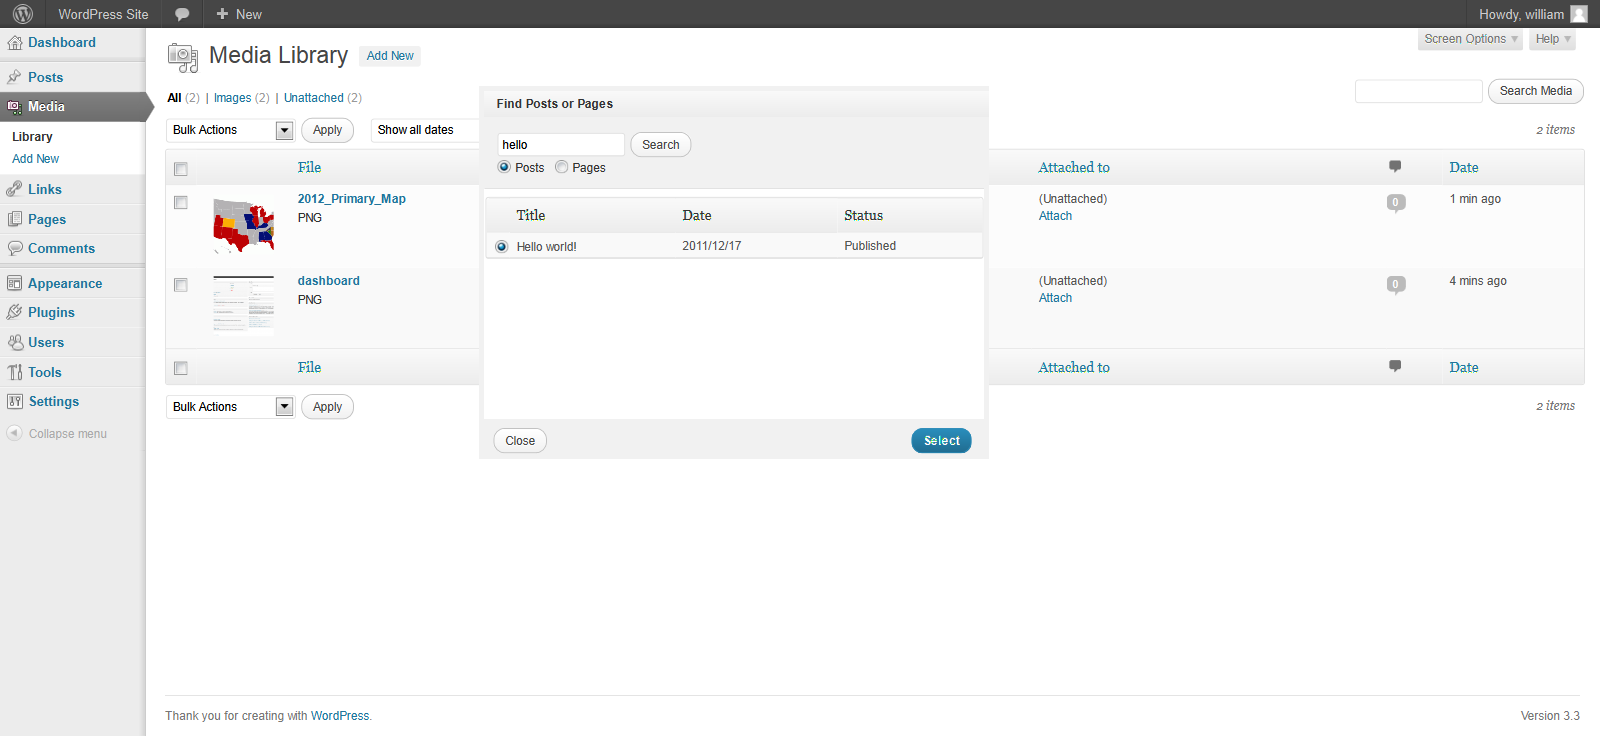 WordPress Site
New
Howdy, william
Dashboard
Posts
Media
Library
Add New
Links
Pages
Comments
Appearance
Plugins
Users
Tools
Settings
Collapse menu
Screen Options
Help
Media Library Add New
All (2) | Images (2) | Unattached (2)
Search Media
Bulk Actions Apply Show all dates
2 items
File Attached to Date
2012_Primary_Map
PNG
(Unattached)
Attach
0
1 min ago
dashboard
PNG
(Unattached)
Attach
0
4 mins ago
File Attached to Date
Bulk Actions Apply
2 items
Find Posts or Pages
hello Search
Posts Pages
Title Date Status
Hello world! 2011/12/17 Published
Close Select
Thank you for creating with WordPress.
Version 3.3